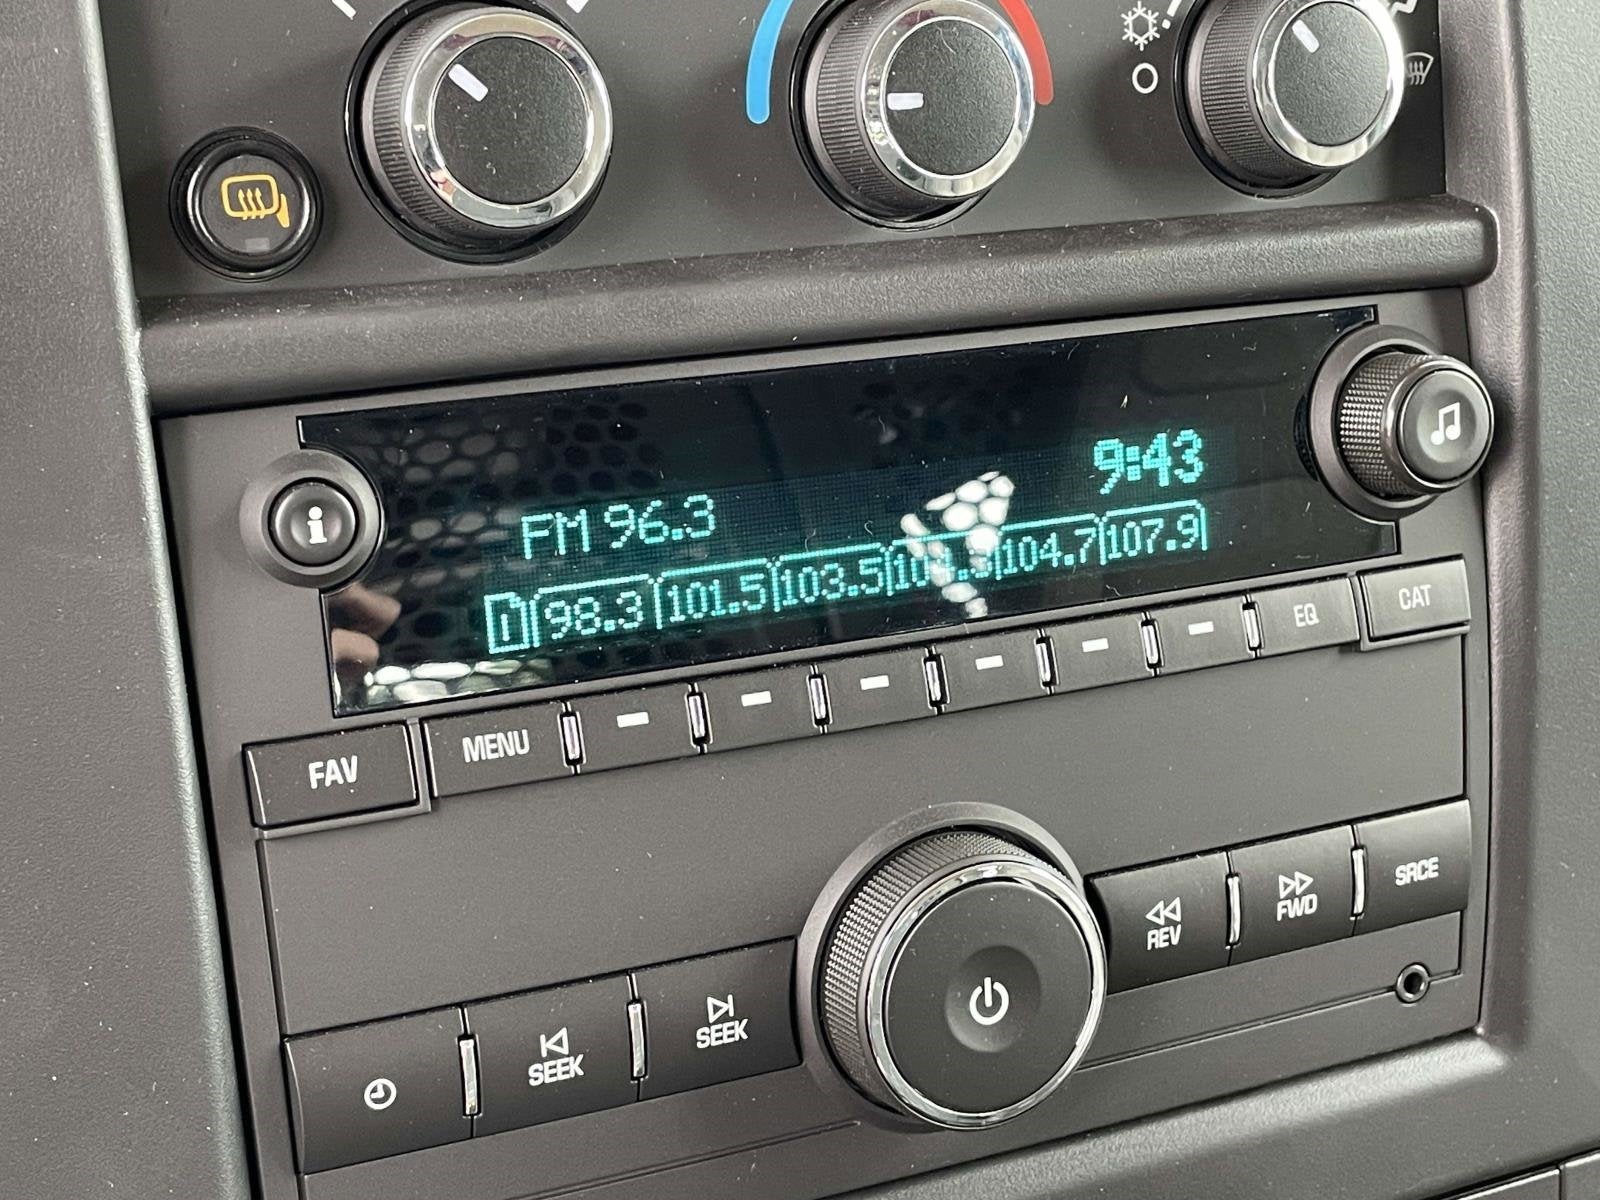 i
FM 96.3
9:43
1
98.3
101.5
103.5
104.7
107.9
FAV
MENU
EQ
CAT
SEEK
SEEK
REV
FWD
SRCE